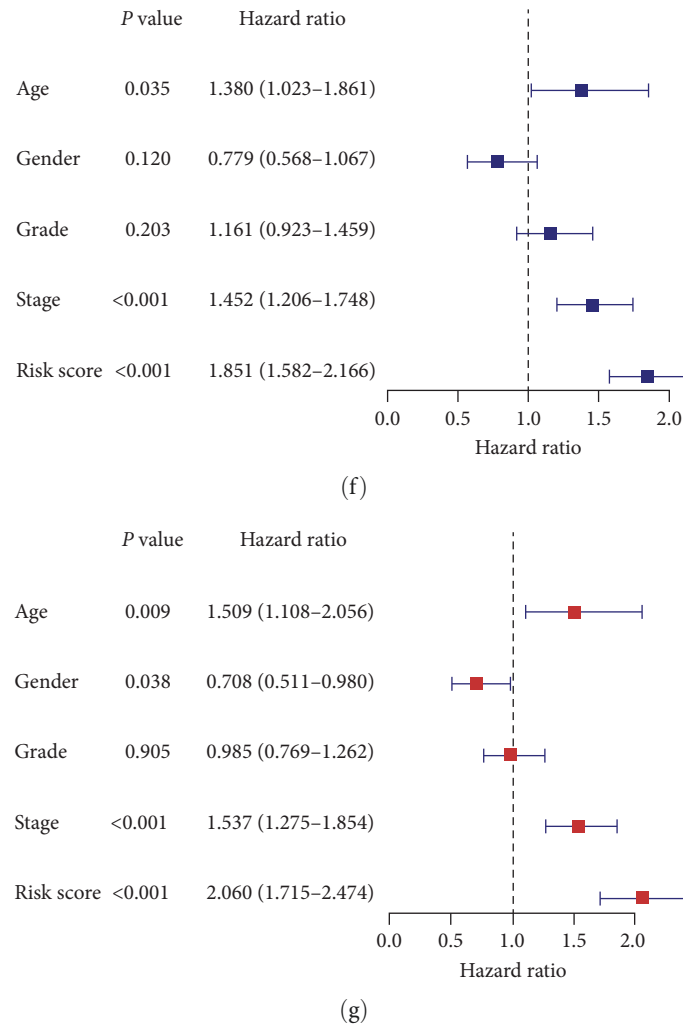 P value Hazard ratio
Age 0.035 1.380 (1.023–1.861)
Gender 0.120 0.779 (0.568–1.067)
Grade 0.203 1.161 (0.923–1.459)
Stage <0.001 1.452 (1.206–1.748)
Risk score <0.001 1.851 (1.582–2.166)
0.0 0.5 1.0 1.5 2.0
Hazard ratio
(f)
P value Hazard ratio
Age 0.009 1.509 (1.108–2.056)
Gender 0.038 0.708 (0.511–0.980)
Grade 0.905 0.985 (0.769–1.262)
Stage <0.001 1.537 (1.275–1.854)
Risk score <0.001 2.060 (1.715–2.474)
0.0 0.5 1.0 1.5 2.0
Hazard ratio
(g)